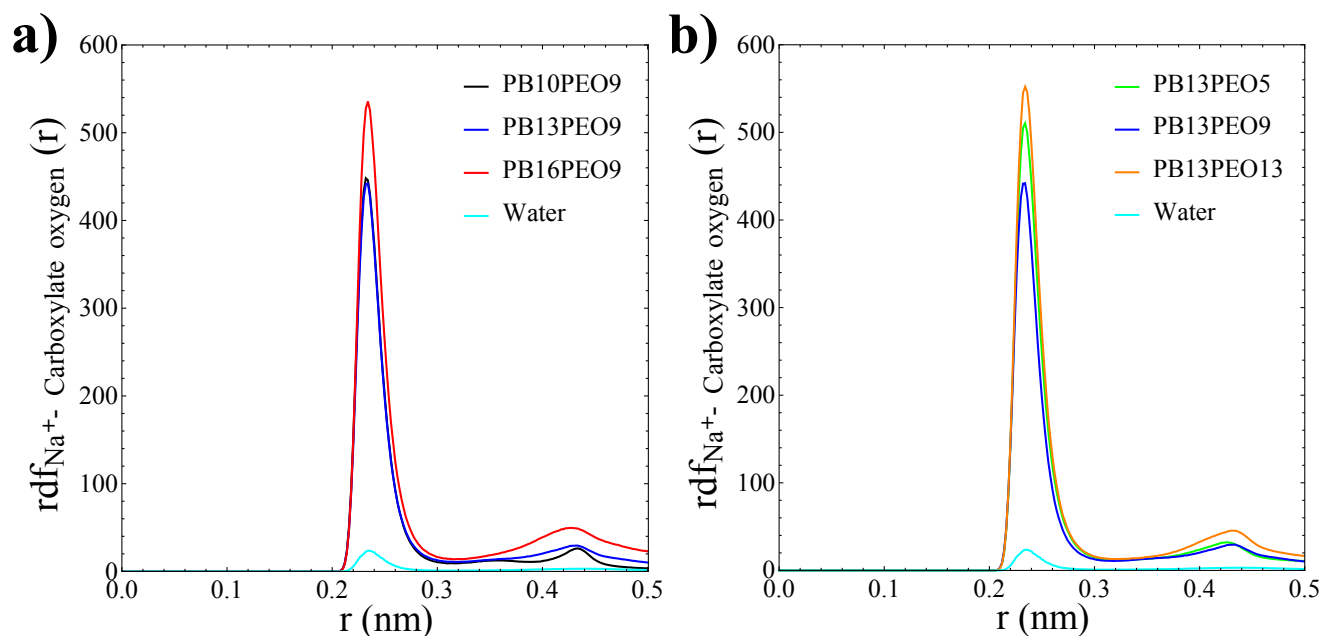 a)
600
500
400
300
200
100
0
0.0 0.1 0.2 0.3 0.4 0.5
r (nm)
rdfNa+- Carboxylate oxygen (r)
PB10PEO9
PB13PEO9
PB16PEO9
Water
b)
600
500
400
300
200
100
0
0.0 0.1 0.2 0.3 0.4 0.5
r (nm)
rdfNa+- Carboxylate oxygen (r)
PB13PEO5
PB13PEO9
PB13PEO13
Water